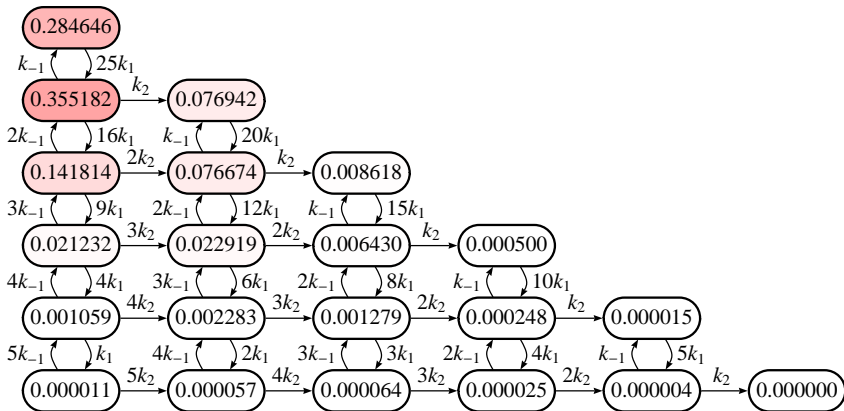 0.284646
k₋₁ 25k₁
k₂
0.355182 0.076942
2k₋₁ 16k₁ k₋₁ 20k₁
2k₂ k₂
0.141814 0.076674 0.008618
3k₋₁ 9k₁ 2k₋₁ 12k₁ k₋₁ 15k₁
3k₂ 2k₂ k₂
0.021232 0.022919 0.006430 0.000500
4k₋₁ 4k₁ 3k₋₁ 6k₁ 2k₋₁ 8k₁ k₋₁ 10k₁
4k₂ 3k₂ 2k₂ k₂
0.001059 0.002283 0.001279 0.000248 0.000015
5k₋₁ k₁ 4k₋₁ 2k₁ 3k₋₁ 3k₁ 2k₋₁ 4k₁ k₋₁ 5k₁
5k₂ 4k₂ 3k₂ 2k₂ k₂
0.000011 0.000057 0.000064 0.000025 0.000004 0.000000